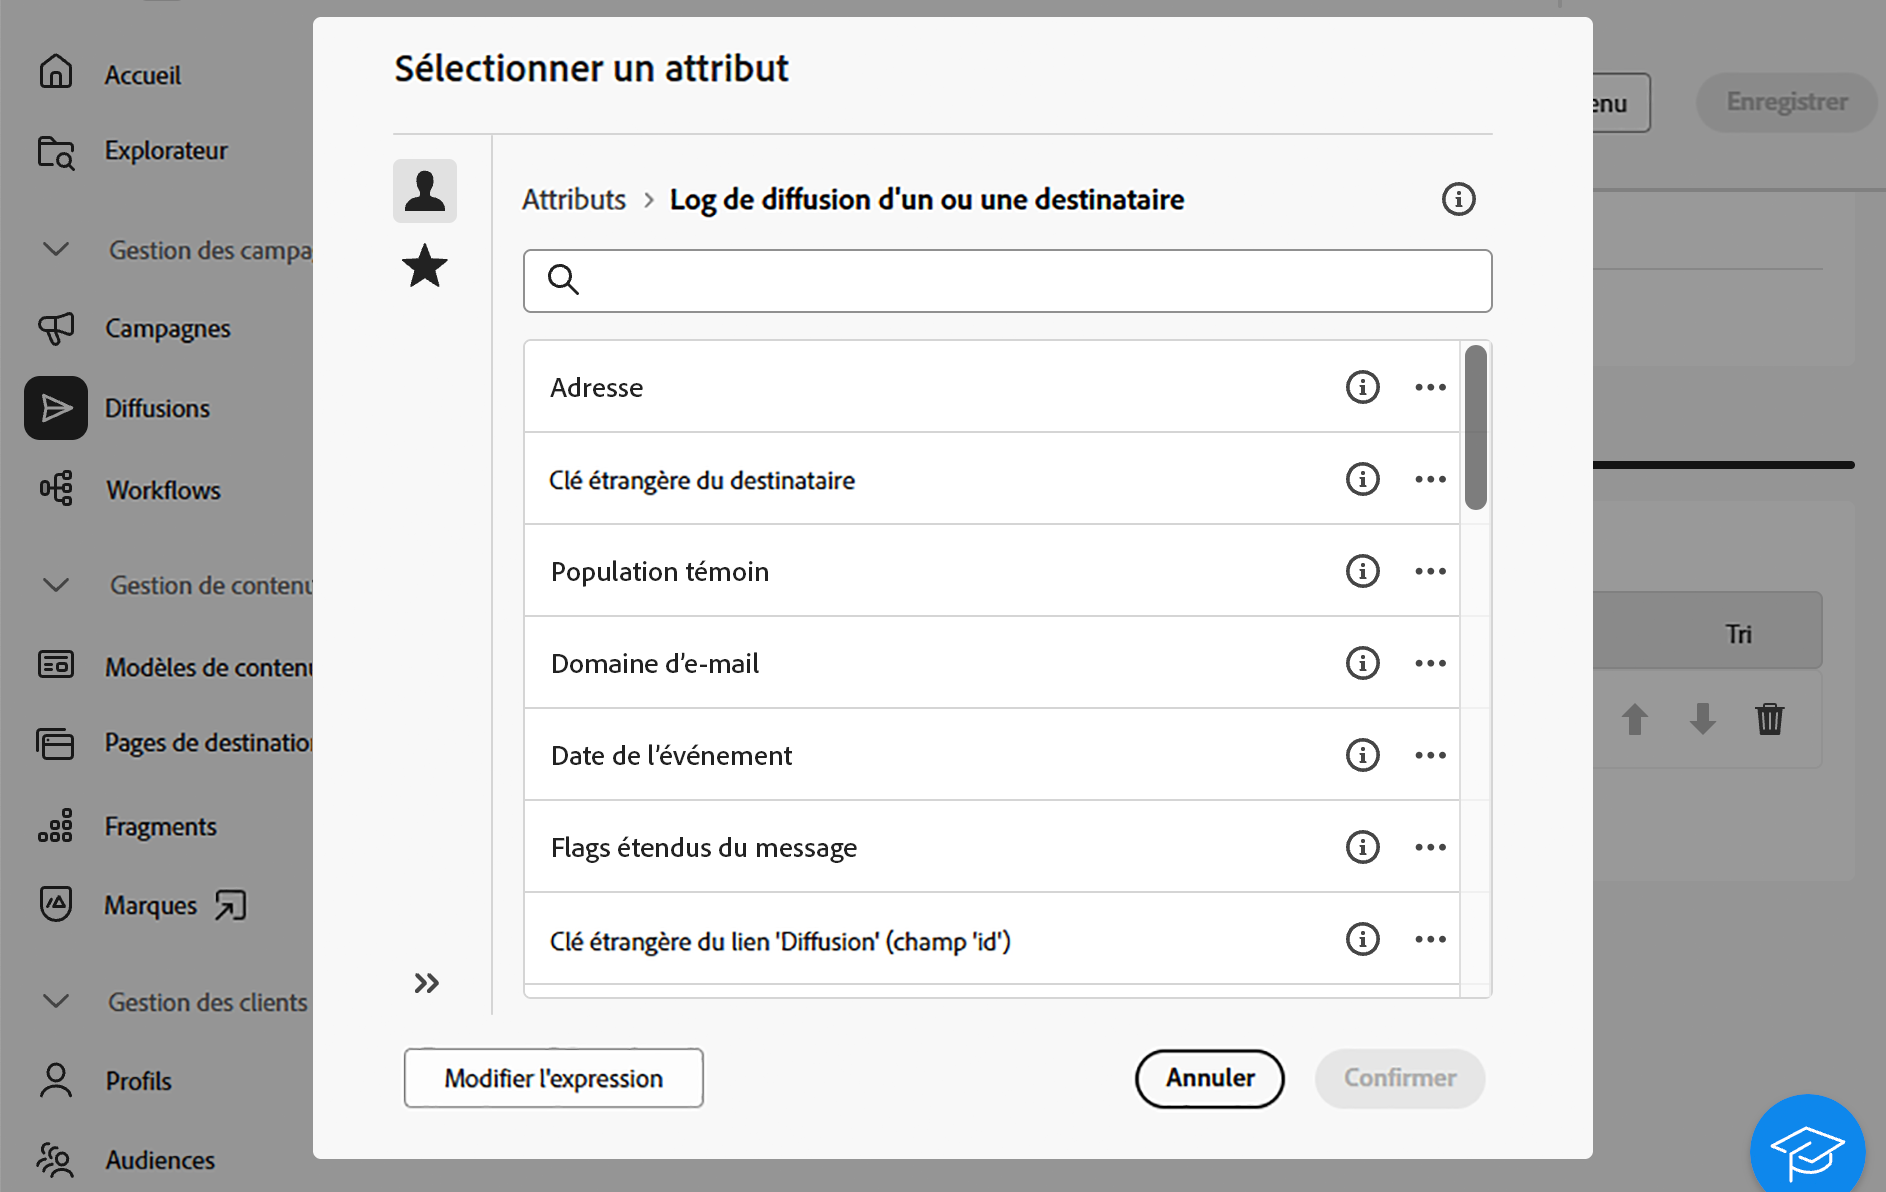 Accueil
Explorateur
Gestion des campa
Campagnes
Diffusions
Workflows
Gestion de contenu
Modèles de contenu
Pages de destination
Fragments
Marques
Gestion des clients
Profils
Audiences
Sélectionner un attribut
Attributs > Log de diffusion d'un ou une destinataire
Adresse
Clé étrangère du destinataire
Population témoin
Domaine d’e-mail
Date de l’événement
Flags étendus du message
Clé étrangère du lien 'Diffusion' (champ 'id')
Modifier l'expression
Annuler
Confirmer
enu
Enregistrer
Tri